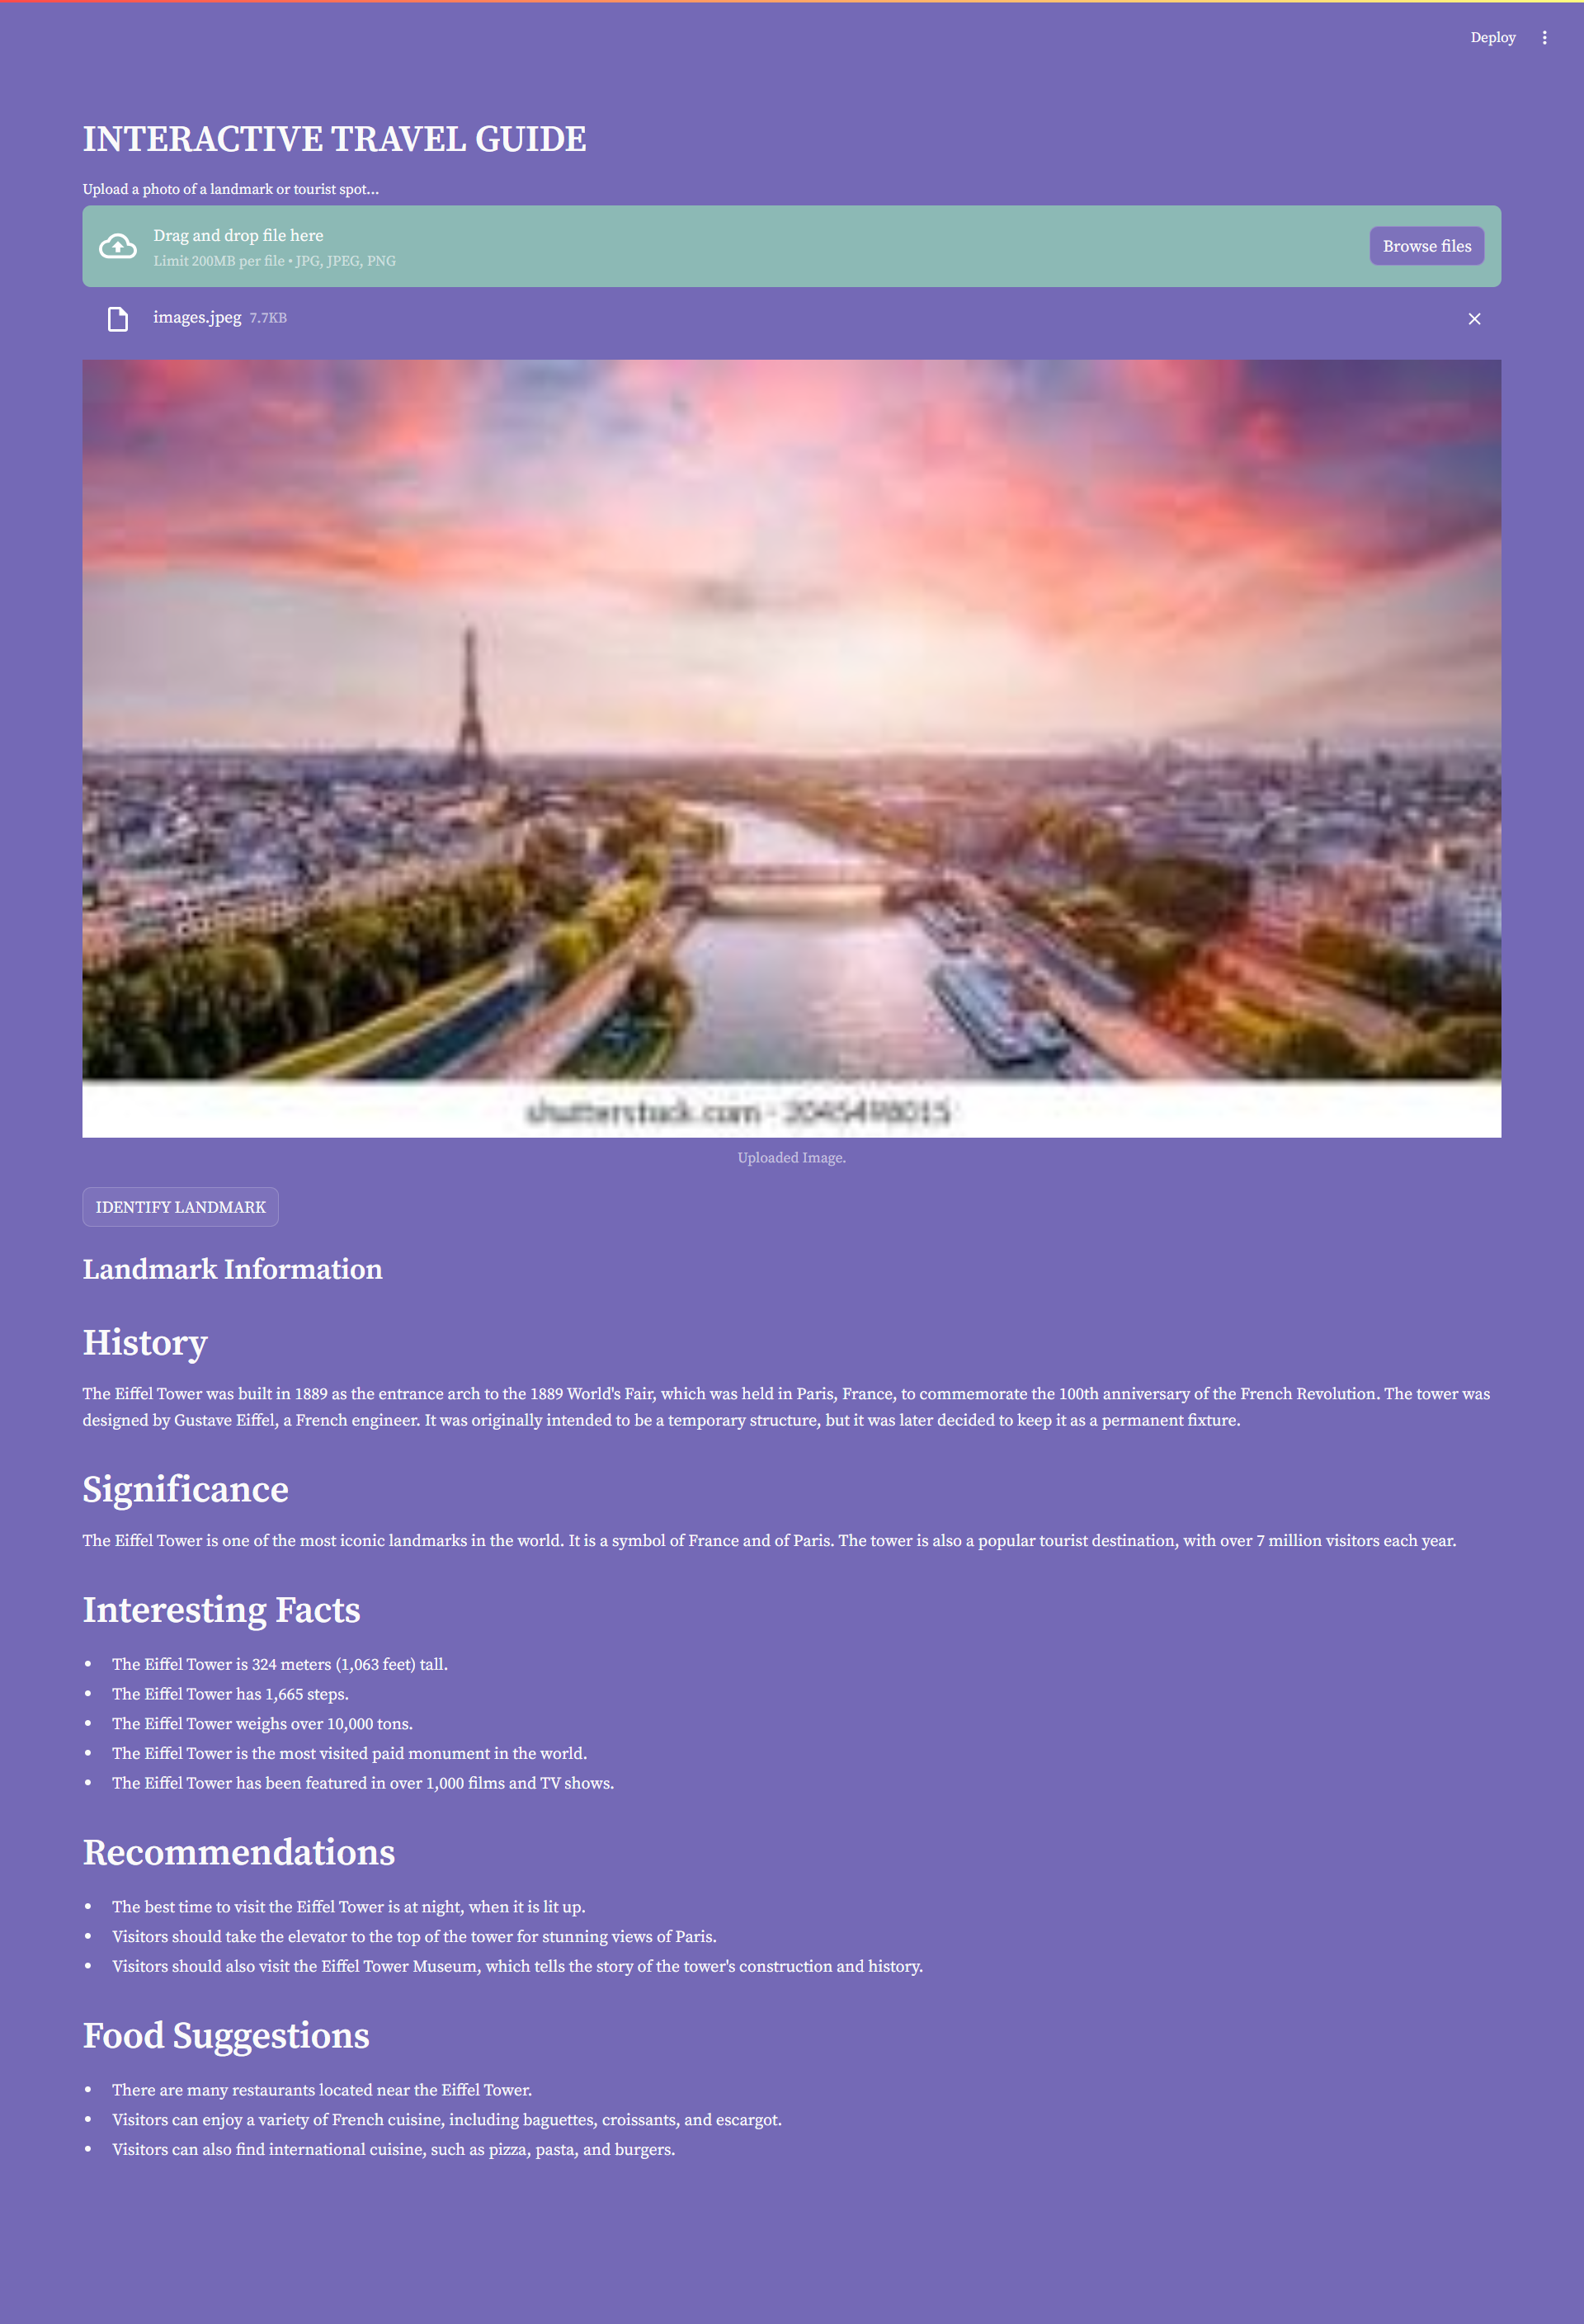 Deploy
INTERACTIVE TRAVEL GUIDE
Upload a photo of a landmark or tourist spot...
Drag and drop file here
Limit 200MB per file • JPG, JPEG, PNG
Browse files
images.jpeg 7.7KB
shutterstock.com · 2045498015
Uploaded Image.
IDENTIFY LANDMARK
Landmark Information
History
The Eiffel Tower was built in 1889 as the entrance arch to the 1889 World's Fair, which was held in Paris, France, to commemorate the 100th anniversary of the French Revolution. The tower was
designed by Gustave Eiffel, a French engineer. It was originally intended to be a temporary structure, but it was later decided to keep it as a permanent fixture.
Significance
The Eiffel Tower is one of the most iconic landmarks in the world. It is a symbol of France and of Paris. The tower is also a popular tourist destination, with over 7 million visitors each year.
Interesting Facts
• The Eiffel Tower is 324 meters (1,063 feet) tall.
• The Eiffel Tower has 1,665 steps.
• The Eiffel Tower weighs over 10,000 tons.
• The Eiffel Tower is the most visited paid monument in the world.
• The Eiffel Tower has been featured in over 1,000 films and TV shows.
Recommendations
• The best time to visit the Eiffel Tower is at night, when it is lit up.
• Visitors should take the elevator to the top of the tower for stunning views of Paris.
• Visitors should also visit the Eiffel Tower Museum, which tells the story of the tower's construction and history.
Food Suggestions
• There are many restaurants located near the Eiffel Tower.
• Visitors can enjoy a variety of French cuisine, including baguettes, croissants, and escargot.
• Visitors can also find international cuisine, such as pizza, pasta, and burgers.